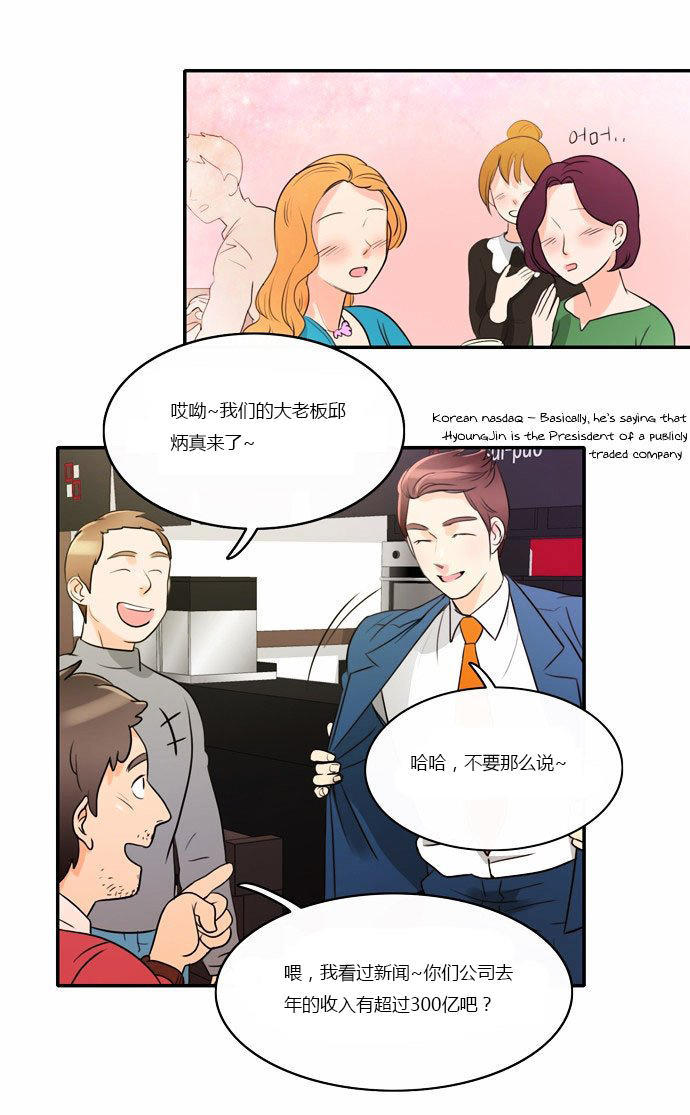 어머..
哎呦~我们的大老板邱
炳真来了~
Korean nasdaq - Basically, he's saying that
HyoungJin is the Presisdent of a publicly
traded company
哈哈，不要那么说~
喂，我看过新闻~你们公司去
年的收入有超过300亿吧？